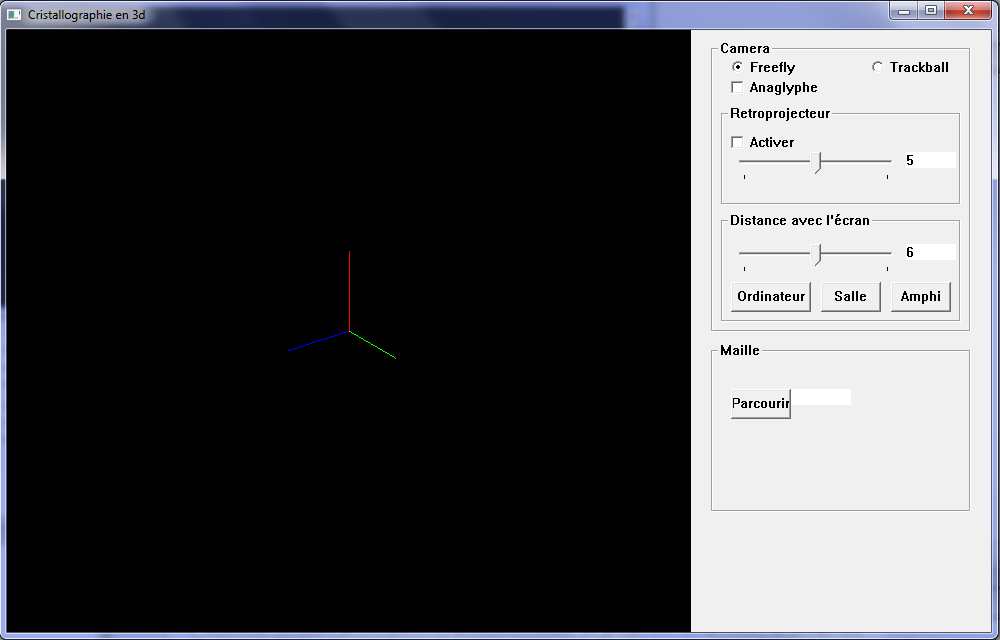 Cristallographie en 3d
Camera
Freefly Trackball
Anaglyphe
Retroprojecteur
Activer
5
Distance avec l'écran
6
Ordinateur Salle Amphi
Maille
Parcourir